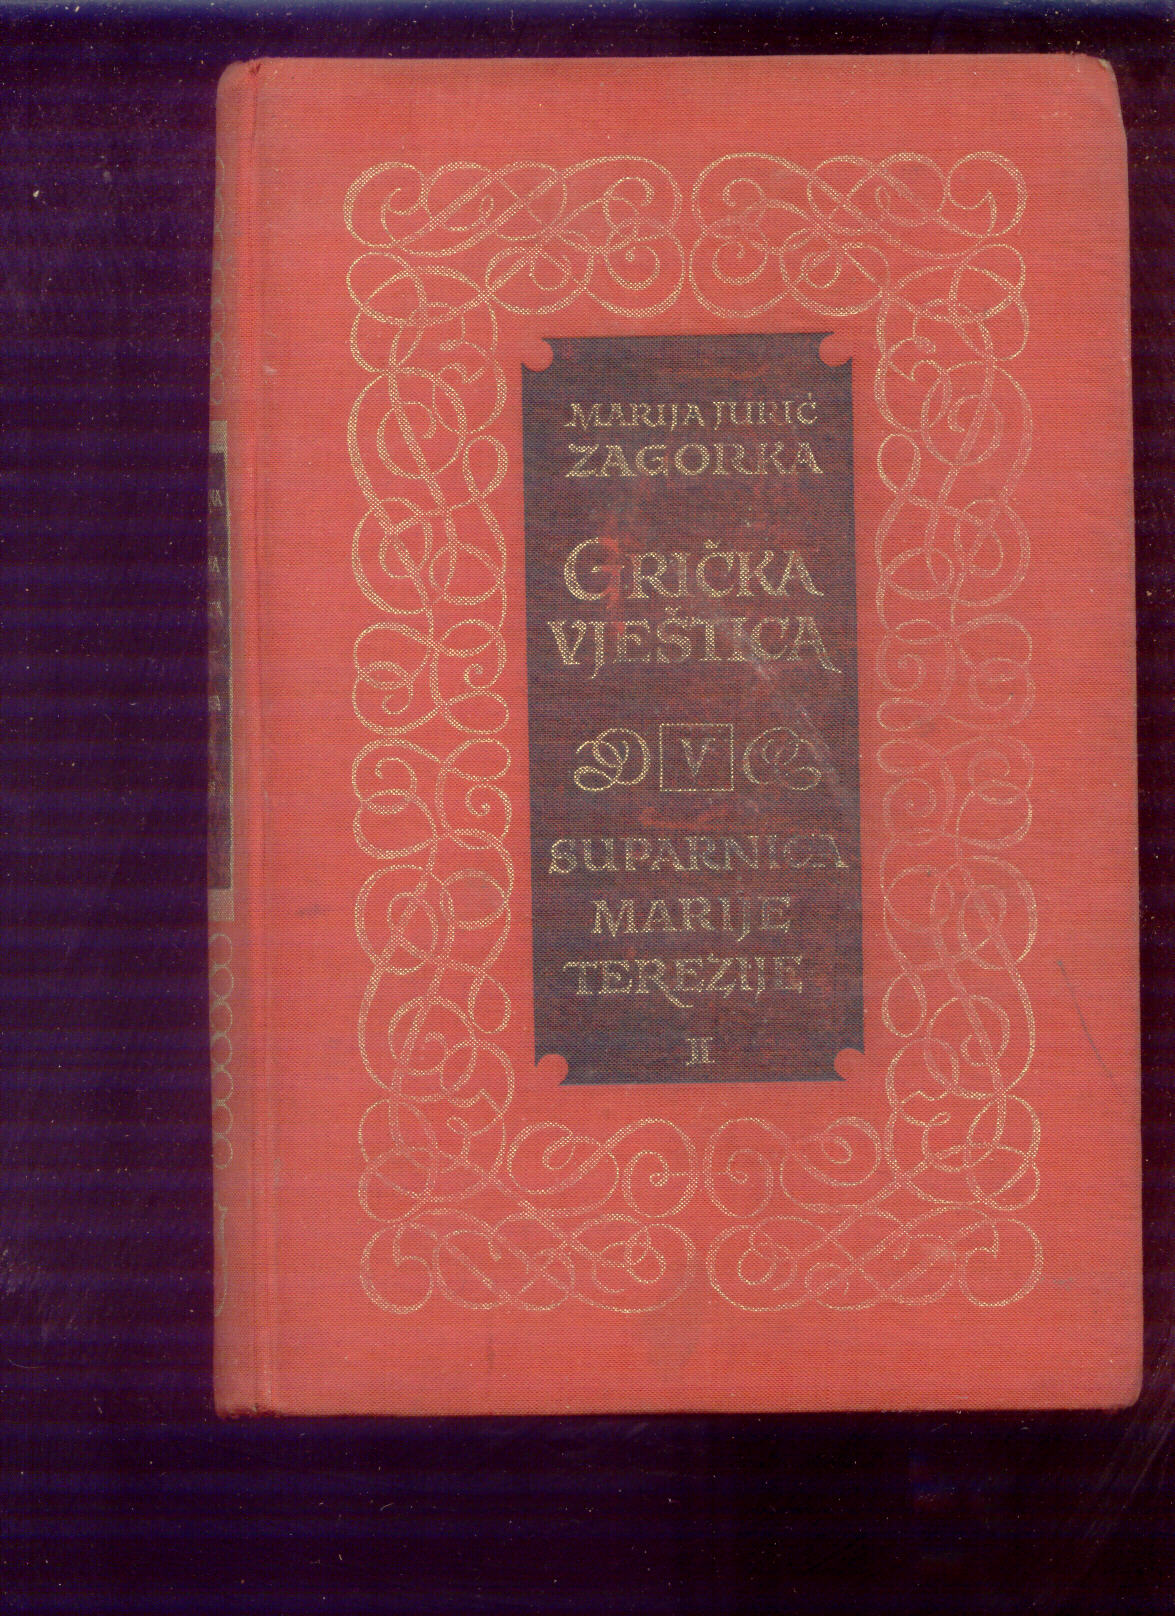 MARIJA JURIĆ
ZAGORKA
GRIČKA
VJEŠTICA
V
SUPARNICA
MARIJE
TEREZIJE
II